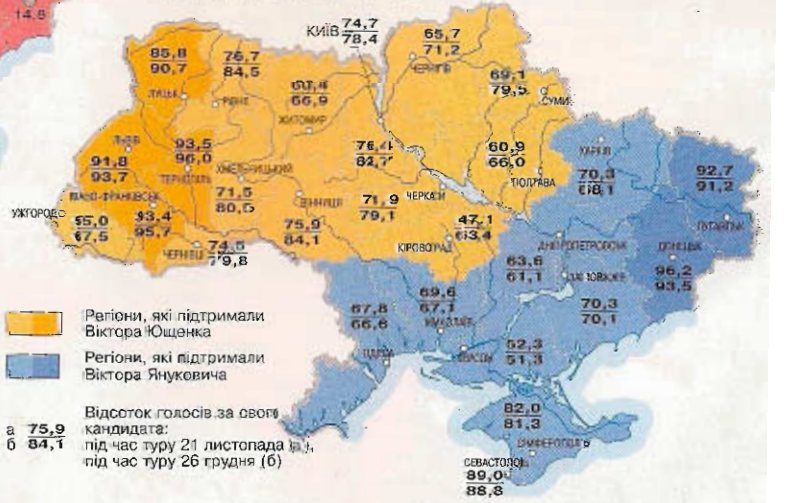 14.8
КИЇВ 74,7
78,4
65,7
71,2
ЧЕРНІГІВ
85,8
90,7
ЛУЦЬК
76,7
84,5
РІВНЕ
66,9
ЖИТОМИР
69,1
79,5
СУМИ
ЛЬВІВ
91,8
93,7
93,5
96,0
ТЕРНОПІЛЬ
ХМЕЛЬНИЦЬКИЙ
71,5
80,5
82,7
60,9
66,0
ПОЛТАВА
ХАРКІВ
70,3
68,1
92,7
91,2
ЛУГАНСЬК
ІВАНО-ФРАНКІВСЬК
УЖГОРОД
67,5
93,4
95,7
ЧЕРНІВЦІ
74,5
79,8
ВІННИЦЯ
75,9
84,1
71,9
79,1
ЧЕРКАСИ
47,1
63,4
КІРОВОГРАД
ДНІПРОПЕТРОВСЬК
63,6
61,1
ЗАПОРІЖЖЯ
ДОНЕЦЬК
96,2
93,5
70,3
70,1
67,8
66,6
ОДЕСА
69,6
67,1
МИКОЛАЇВ
ХЕРСОН
52,3
51,3
82,0
81,3
СІМФЕРОПОЛЬ
СЕВАСТОПОЛЬ
89,0
88,8
Регіони, які підтримали
Віктора Ющенка
Регіони, які підтримали
Віктора Януковича
а 75,9
б 84,1
Відсоток голосів за свого
кандидата:
під час туру 21 листопада (а),
під час туру 26 грудня (б)